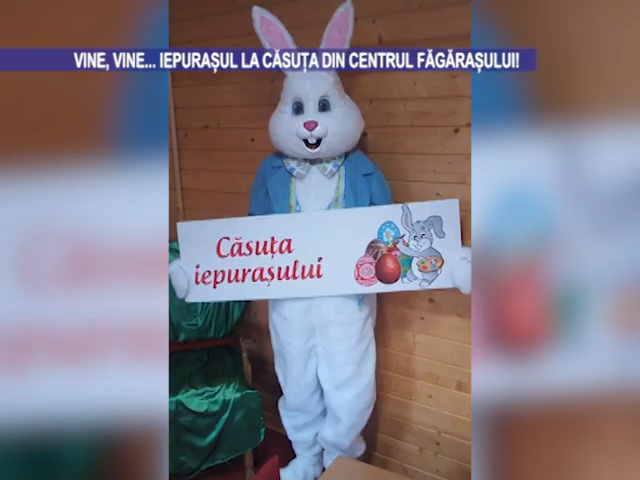 VINE, VINE... IEPURAȘUL LA CĂSUȚA DIN CENTRUL FĂGĂRAȘULUI!
Căsuța
iepurașului